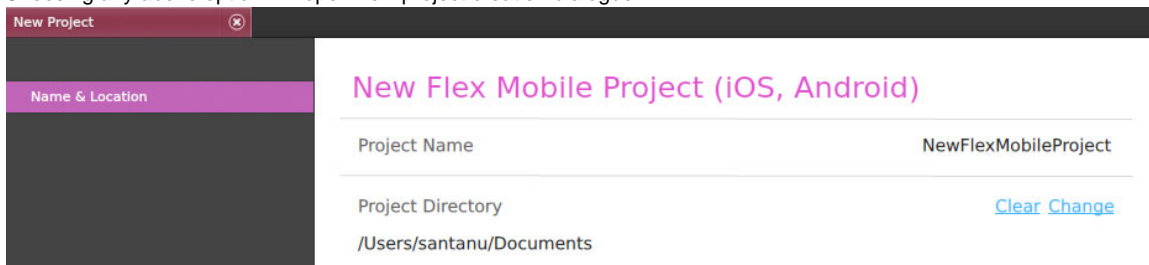 New Project
Name & Location
New Flex Mobile Project (iOS, Android)
Project Name NewFlexMobileProject
Project Directory Clear Change
/Users/santanu/Documents